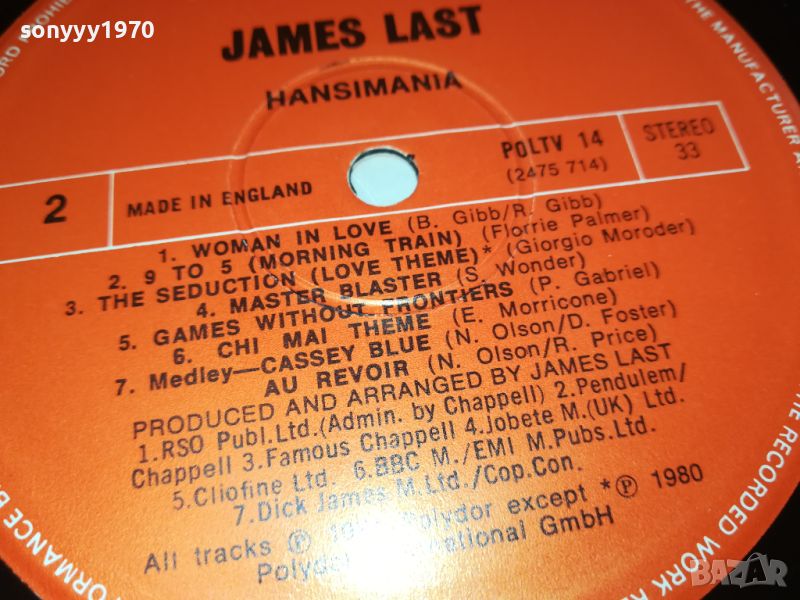 sonyyy1970
JAMES LAST
HANSIMANIA
2
MADE IN ENGLAND
POLTV 14
(2475 714)
STEREO
33
1. WOMAN IN LOVE (B. Gibb/R. Gibb)
2. 9 TO 5 (MORNING TRAIN) (Florrie Palmer)
3. THE SEDUCTION (LOVE THEME)* (Giorgio Moroder)
4. MASTER BLASTER (S. Wonder)
5. GAMES WITHOUT FRONTIERS (P. Gabriel)
6. CHI MAI THEME (E. Morricone)
7. Medley—CASSEY BLUE (N. Olson/D. Foster)
AU REVOIR (N. Olson/R. Price)
PRODUCED AND ARRANGED BY JAMES LAST
1.RSO Publ.Ltd.(Admin. by Chappell) 2.Pendulem/
Chappell 3.Famous Chappell 4.Jobete M.(UK) Ltd.
5.Cliofine Ltd. 6.BBC M./EMI M.Pubs.Ltd.
7.Dick James M.Ltd./Cop.Con.
All tracks ℗ Polydor except *℗ 1980
GmbH
THE MANUFACTURER
THE RECORDED WORK
BAZAR